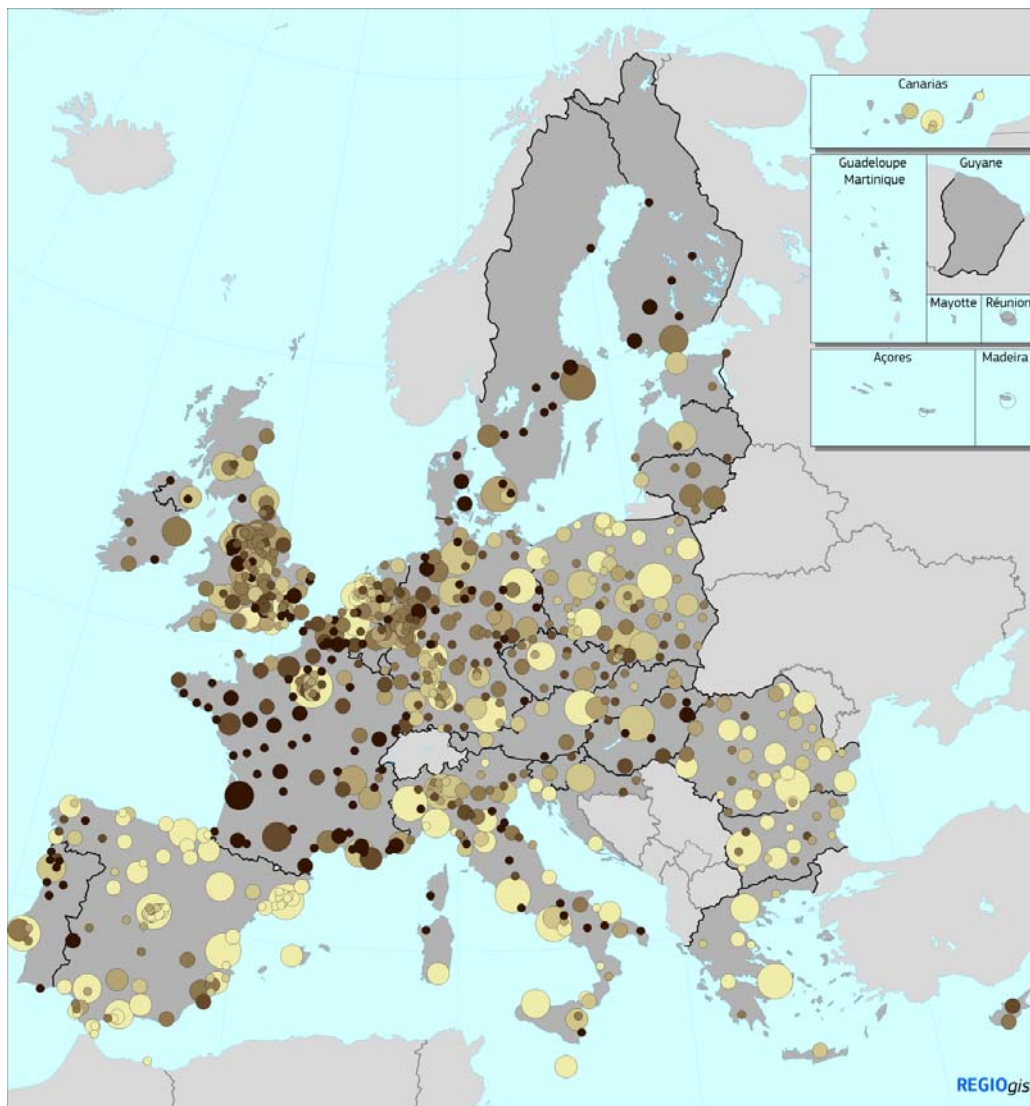 Canarias
Guadeloupe
Martinique
Guyane
Mayotte
Réunion
Açores
Madeira
REGIOgis